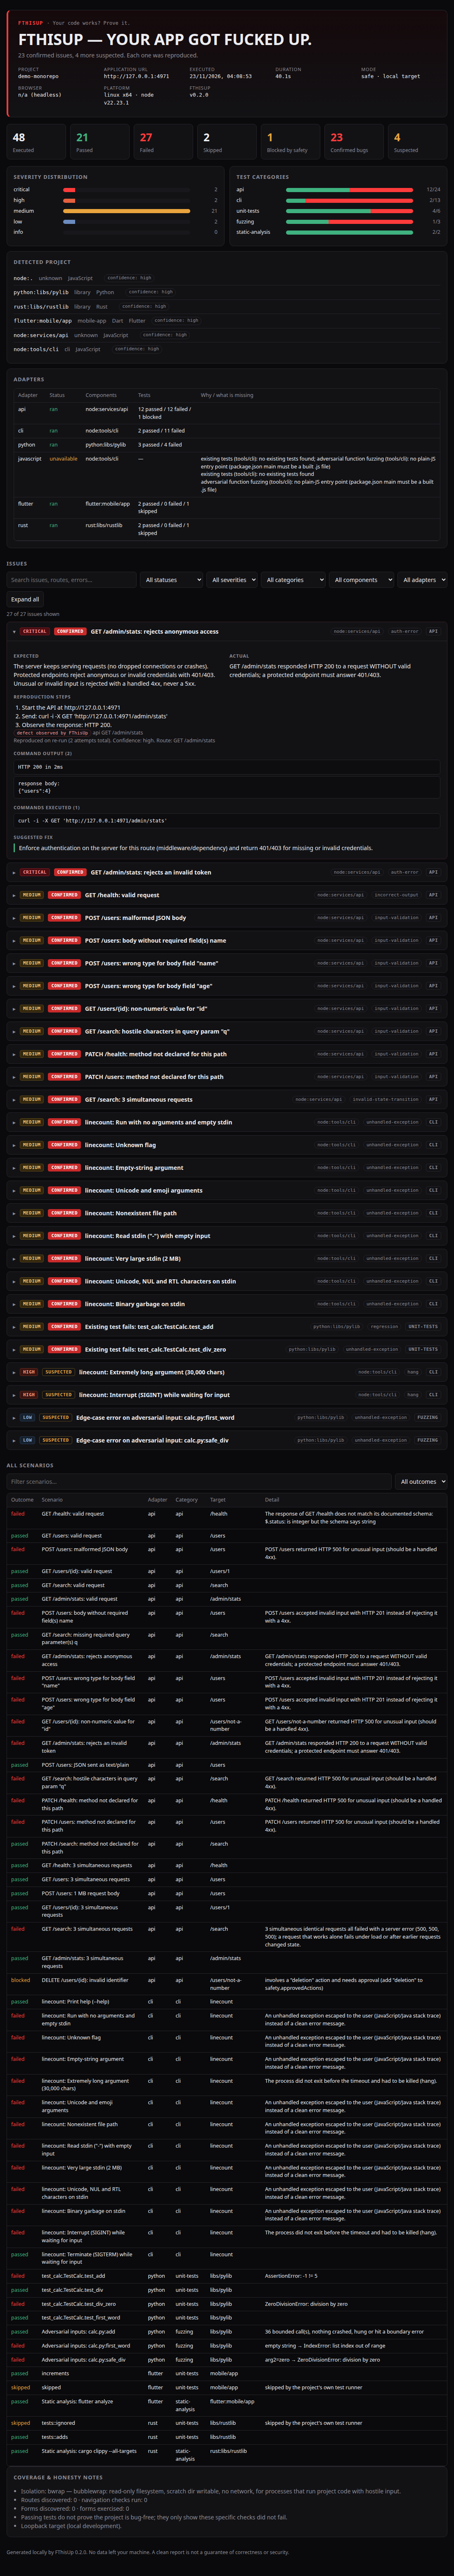 FTHISUP · Your code works? Prove it.
FTHISUP — YOUR APP GOT FUCKED UP.
23 confirmed issues, 4 more suspected. Each one was reproduced.
PROJECT APPLICATION URL EXECUTED DURATION MODE
demo-monorepo http://127.0.0.1:4971 23/11/2026, 04:08:53 40.1s safe · local target
BROWSER PLATFORM FTHISUP
n/a (headless) linux x64 · node v22.23.1 v0.2.0
48 21 27 2 1 23 4
Executed Passed Failed Skipped Blocked by safety Confirmed bugs Suspected
SEVERITY DISTRIBUTION
critical 2
high 2
medium 21
low 2
info 0
TEST CATEGORIES
api 12/24
cli 2/13
unit-tests 4/6
fuzzing 1/3
static-analysis 2/2
DETECTED PROJECT
node:. unknown JavaScript confidence: high
python:libs/pylib library Python confidence: high
rust:libs/rustlib library Rust confidence: high
flutter:mobile/app mobile-app Dart Flutter confidence: high
node:services/api unknown JavaScript confidence: high
node:tools/cli cli JavaScript confidence: high
ADAPTERS
Adapter Status Components Tests Why / what is missing
api ran node:services/api 12 passed / 12 failed / 1 blocked
cli ran node:tools/cli 2 passed / 11 failed
python ran python:libs/pylib 3 passed / 4 failed
javascript unavailable node:tools/cli — existing tests (tools/cli): no existing tests found; adversarial function fuzzing (tools/cli): no plain-JS entry point (package.json main must be a built .js file)
existing tests (tools/cli): no existing tests found
adversarial function fuzzing (tools/cli): no plain-JS entry point (package.json main must be a built .js file)
flutter ran flutter:mobile/app 2 passed / 0 failed / 1 skipped
rust ran rust:libs/rustlib 2 passed / 0 failed / 1 skipped
ISSUES
Search issues, routes, errors... All statuses All severities All categories All components All adapters
Expand all
27 of 27 issues shown
▾ CRITICAL CONFIRMED GET /admin/stats: rejects anonymous access node:services/api auth-error API
EXPECTED
The server keeps serving requests (no dropped connections or crashes). Protected endpoints reject anonymous or invalid credentials with 401/403. Unusual or invalid input is rejected with a handled 4xx, never a 5xx.
ACTUAL
GET /admin/stats responded HTTP 200 to a request WITHOUT valid credentials; a protected endpoint must answer 401/403.
REPRODUCTION STEPS
1. Start the API at http://127.0.0.1:4971
2. Send: curl -i -X GET 'http://127.0.0.1:4971/admin/stats'
3. Observe the response: HTTP 200.
defect observed by FThisUp api GET /admin/stats
Reproduced on re-run (2 attempts total). Confidence: high. Route: GET /admin/stats
COMMAND OUTPUT (2)
HTTP 200 in 2ms
response body:
{"users":4}
COMMANDS EXECUTED (1)
curl -i -X GET 'http://127.0.0.1:4971/admin/stats'
SUGGESTED FIX
Enforce authentication on the server for this route (middleware/dependency) and return 401/403 for missing or invalid credentials.
▸ CRITICAL CONFIRMED GET /admin/stats: rejects an invalid token node:services/api auth-error API
▸ MEDIUM CONFIRMED GET /health: valid request node:services/api incorrect-output API
▸ MEDIUM CONFIRMED POST /users: malformed JSON body node:services/api input-validation API
▸ MEDIUM CONFIRMED POST /users: body without required field(s) name node:services/api input-validation API
▸ MEDIUM CONFIRMED POST /users: wrong type for body field "name" node:services/api input-validation API
▸ MEDIUM CONFIRMED POST /users: wrong type for body field "age" node:services/api input-validation API
▸ MEDIUM CONFIRMED GET /users/{id}: non-numeric value for "id" node:services/api input-validation API
▸ MEDIUM CONFIRMED GET /search: hostile characters in query param "q" node:services/api input-validation API
▸ MEDIUM CONFIRMED PATCH /health: method not declared for this path node:services/api input-validation API
▸ MEDIUM CONFIRMED PATCH /users: method not declared for this path node:services/api input-validation API
▸ MEDIUM CONFIRMED GET /search: 3 simultaneous requests node:services/api invalid-state-transition API
▸ MEDIUM CONFIRMED linecount: Run with no arguments and empty stdin node:tools/cli unhandled-exception CLI
▸ MEDIUM CONFIRMED linecount: Unknown flag node:tools/cli unhandled-exception CLI
▸ MEDIUM CONFIRMED linecount: Empty-string argument node:tools/cli unhandled-exception CLI
▸ MEDIUM CONFIRMED linecount: Unicode and emoji arguments node:tools/cli unhandled-exception CLI
▸ MEDIUM CONFIRMED linecount: Nonexistent file path node:tools/cli unhandled-exception CLI
▸ MEDIUM CONFIRMED linecount: Read stdin ("-") with empty input node:tools/cli unhandled-exception CLI
▸ MEDIUM CONFIRMED linecount: Very large stdin (2 MB) node:tools/cli unhandled-exception CLI
▸ MEDIUM CONFIRMED linecount: Unicode, NUL and RTL characters on stdin node:tools/cli unhandled-exception CLI
▸ MEDIUM CONFIRMED linecount: Binary garbage on stdin node:tools/cli unhandled-exception CLI
▸ MEDIUM CONFIRMED Existing test fails: test_calc.TestCalc.test_add python:libs/pylib regression UNIT-TESTS
▸ MEDIUM CONFIRMED Existing test fails: test_calc.TestCalc.test_div_zero python:libs/pylib unhandled-exception UNIT-TESTS
▸ HIGH SUSPECTED linecount: Extremely long argument (30,000 chars) node:tools/cli hang CLI
▸ HIGH SUSPECTED linecount: Interrupt (SIGINT) while waiting for input node:tools/cli hang CLI
▸ LOW SUSPECTED Edge-case error on adversarial input: calc.py:first_word python:libs/pylib unhandled-exception FUZZING
▸ LOW SUSPECTED Edge-case error on adversarial input: calc.py:safe_div python:libs/pylib unhandled-exception FUZZING
ALL SCENARIOS
Filter scenarios... All outcomes
Outcome Scenario Adapter Category Target Detail
failed GET /health: valid request api api /health The response of GET /health does not match its documented schema: $.status: is integer but the schema says string
passed GET /users: valid request api api /users
failed POST /users: malformed JSON body api api /users POST /users returned HTTP 500 for unusual input (should be a handled 4xx).
passed GET /users/{id}: valid request api api /users/1
passed GET /search: valid request api api /search
passed GET /admin/stats: valid request api api /admin/stats
failed POST /users: body without required field(s) name api api /users POST /users accepted invalid input with HTTP 201 instead of rejecting it with a 4xx.
passed GET /search: missing required query parameter(s) q api api /search
failed GET /admin/stats: rejects anonymous access api api /admin/stats GET /admin/stats responded HTTP 200 to a request WITHOUT valid credentials; a protected endpoint must answer 401/403.
failed POST /users: wrong type for body field "name" api api /users POST /users accepted invalid input with HTTP 201 instead of rejecting it with a 4xx.
failed POST /users: wrong type for body field "age" api api /users POST /users accepted invalid input with HTTP 201 instead of rejecting it with a 4xx.
failed GET /users/{id}: non-numeric value for "id" api api /users/not-a-number GET /users/not-a-number returned HTTP 500 for unusual input (should be a handled 4xx).
failed GET /admin/stats: rejects an invalid token api api /admin/stats GET /admin/stats responded HTTP 200 to a request WITHOUT valid credentials; a protected endpoint must answer 401/403.
passed POST /users: JSON sent as text/plain api api /users
failed GET /search: hostile characters in query param "q" api api /search GET /search returned HTTP 500 for unusual input (should be a handled 4xx).
failed PATCH /health: method not declared for this path api api /health PATCH /health returned HTTP 500 for unusual input (should be a handled 4xx).
failed PATCH /users: method not declared for this path api api /users PATCH /users returned HTTP 500 for unusual input (should be a handled 4xx).
passed PATCH /search: method not declared for this path api api /search
passed GET /health: 3 simultaneous requests api api /health
passed GET /users: 3 simultaneous requests api api /users
passed POST /users: 1 MB request body api api /users
passed GET /users/{id}: 3 simultaneous requests api api /users/1
failed GET /search: 3 simultaneous requests api api /search 3 simultaneous identical requests all failed with a server error (500, 500, 500); a request that works alone fails under load or after earlier requests changed state.
passed GET /admin/stats: 3 simultaneous requests api api /admin/stats
blocked DELETE /users/{id}: invalid identifier api api /users/not-a-number involves a "deletion" action and needs approval (add "deletion" to safety.approvedActions)
passed linecount: Print help (--help) cli cli linecount
failed linecount: Run with no arguments and empty stdin cli cli linecount An unhandled exception escaped to the user (JavaScript/Java stack trace) instead of a clean error message.
failed linecount: Unknown flag cli cli linecount An unhandled exception escaped to the user (JavaScript/Java stack trace) instead of a clean error message.
failed linecount: Empty-string argument cli cli linecount An unhandled exception escaped to the user (JavaScript/Java stack trace) instead of a clean error message.
failed linecount: Extremely long argument (30,000 chars) cli cli linecount The process did not exit before the timeout and had to be killed (hang).
failed linecount: Unicode and emoji arguments cli cli linecount An unhandled exception escaped to the user (JavaScript/Java stack trace) instead of a clean error message.
failed linecount: Nonexistent file path cli cli linecount An unhandled exception escaped to the user (JavaScript/Java stack trace) instead of a clean error message.
failed linecount: Read stdin ("-") with empty input cli cli linecount An unhandled exception escaped to the user (JavaScript/Java stack trace) instead of a clean error message.
failed linecount: Very large stdin (2 MB) cli cli linecount An unhandled exception escaped to the user (JavaScript/Java stack trace) instead of a clean error message.
failed linecount: Unicode, NUL and RTL characters on stdin cli cli linecount An unhandled exception escaped to the user (JavaScript/Java stack trace) instead of a clean error message.
failed linecount: Binary garbage on stdin cli cli linecount An unhandled exception escaped to the user (JavaScript/Java stack trace) instead of a clean error message.
failed linecount: Interrupt (SIGINT) while waiting for input cli cli linecount The process did not exit before the timeout and had to be killed (hang).
passed linecount: Terminate (SIGTERM) while waiting for input cli cli linecount
failed test_calc.TestCalc.test_add python unit-tests libs/pylib AssertionError: -1 != 5
passed test_calc.TestCalc.test_div python unit-tests libs/pylib
failed test_calc.TestCalc.test_div_zero python unit-tests libs/pylib ZeroDivisionError: division by zero
passed test_calc.TestCalc.test_first_word python unit-tests libs/pylib
passed Adversarial inputs: calc.py:add python fuzzing libs/pylib 36 bounded call(s), nothing crashed, hung or hit a boundary error
failed Adversarial inputs: calc.py:first_word python fuzzing libs/pylib empty string → IndexError: list index out of range
failed Adversarial inputs: calc.py:safe_div python fuzzing libs/pylib arg2=zero → ZeroDivisionError: division by zero
passed increments flutter unit-tests mobile/app
skipped skipped flutter unit-tests mobile/app skipped by the project's own test runner
passed Static analysis: flutter analyze flutter static-analysis flutter:mobile/app
skipped tests::ignored rust unit-tests libs/rustlib skipped by the project's own test runner
passed tests::adds rust unit-tests libs/rustlib
passed Static analysis: cargo clippy --all-targets rust static-analysis rust:libs/rustlib
COVERAGE & HONESTY NOTES
• Isolation: bwrap — bubblewrap: read-only filesystem, scratch dir writable, no network, for processes that run project code with hostile input.
• Routes discovered: 0 · navigation checks run: 0
• Forms discovered: 0 · forms exercised: 0
• Passing tests do not prove the project is bug-free; they only show these specific checks did not fail.
• Loopback target (local development).
Generated locally by FThisUp 0.2.0. No data left your machine. A clean report is not a guarantee of correctness or security.